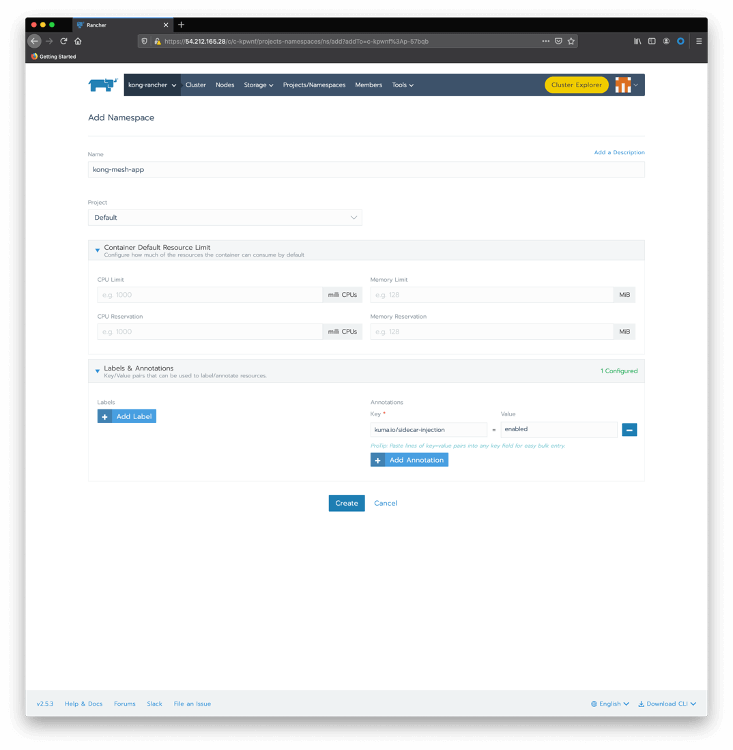 Rancher
https://54.212.166.28/c/c-kpwnf/projects-namespaces/ns/add?addTo=c-kpwnf%3Ap-67bqb
Getting Started
kong-rancher Cluster Nodes Storage Projects/Namespaces Members Tools Cluster Explorer
Add Namespace
Name Add a Description
kong-mesh-app
Project
Default
Container Default Resource Limit
Configure how much of the resources the container can consume by default
CPU Limit Memory Limit
e.g. 1000 milli CPUs e.g. 128 MiB
CPU Reservation Memory Reservation
e.g. 1000 milli CPUs e.g. 128 MiB
Labels & Annotations
Key/Value pairs that can be used to label/annotate resources. 1 Configured
Labels Annotations
+ Add Label Key * Value
kuma.io/sidecar-injection = enabled
ProTip: Paste lines of key=value pairs into any key field for easy bulk entry.
+ Add Annotation
Create Cancel
v2.5.3 Help & Docs Forums Slack File an Issue English Download CLI